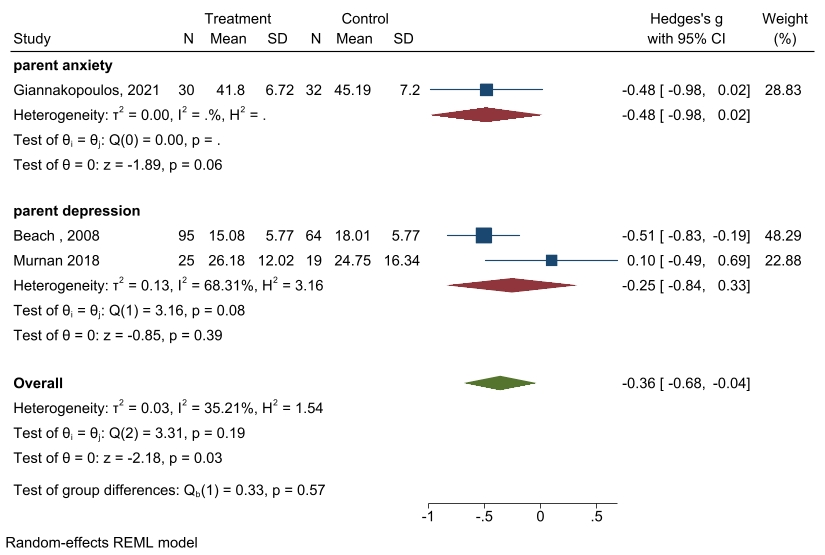 Treatment Control Hedges's g Weight
Study N Mean SD N Mean SD with 95% CI (%)
parent anxiety
Giannakopoulos, 2021 30 41.8 6.72 32 45.19 7.2 -0.48 [ -0.98, 0.02] 28.83
Heterogeneity: τ² = 0.00, I² = .%, H² = . -0.48 [ -0.98, 0.02]
Test of θᵢ = θⱼ: Q(0) = 0.00, p = .
Test of θ = 0: z = -1.89, p = 0.06
parent depression
Beach , 2008 95 15.08 5.77 64 18.01 5.77 -0.51 [ -0.83, -0.19] 48.29
Murnan 2018 25 26.18 12.02 19 24.75 16.34 0.10 [ -0.49, 0.69] 22.88
Heterogeneity: τ² = 0.13, I² = 68.31%, H² = 3.16 -0.25 [ -0.84, 0.33]
Test of θᵢ = θⱼ: Q(1) = 3.16, p = 0.08
Test of θ = 0: z = -0.85, p = 0.39
Overall -0.36 [ -0.68, -0.04]
Heterogeneity: τ² = 0.03, I² = 35.21%, H² = 1.54
Test of θᵢ = θⱼ: Q(2) = 3.31, p = 0.19
Test of θ = 0: z = -2.18, p = 0.03
Test of group differences: Q_b(1) = 0.33, p = 0.57
-1 -.5 0 .5
Random-effects REML model